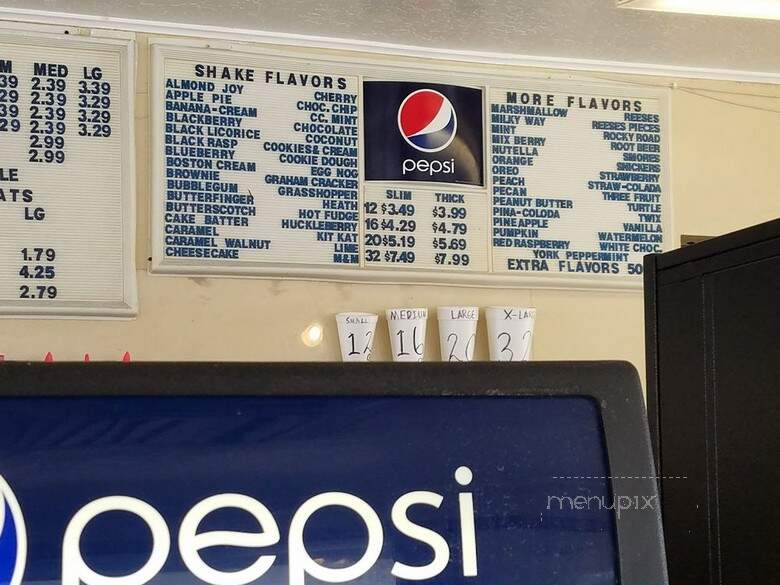 M MED LG
39 2.39 3.39
29 2.39 3.29
39 2.39 3.29
29 2.39 3.29
2.99
2.99
LE
ATS
LG
1.79
4.25
2.79
SHAKE FLAVORS
ALMOND JOY
APPLE PIE
BANANA-CREAM
BLACKBERRY
BLACK LICORICE
BLACK RASP
BLUEBERRY
BOSTON CREAM
BROWNIE
BUBBLEGUM
BUTTERFINGER
BUTTERSCOTCH
CAKE BATTER
CARAMEL
CARAMEL WALNUT
CHEESECAKE
CHERRY
CHOC. CHIP
CC. MINT
CHOCOLATE
COCONUT
COOKIES & CREAM
COOKIE DOUGH
EGG NOG
GRAHAM CRACKER
GRASSHOPPER
HEATH
HOT FUDGE
HUCKLEBERRY
KIT KAT
LIME
M&M
pepsi
SLIM THICK
12 $3.49 $3.99
16 $4.29 $4.79
20 $5.19 $5.69
32 $7.49 $7.99
MORE FLAVORS
MARSHMALLOW
MILKY WAY
MINT
MIX BERRY
NUTELLA
ORANGE
OREO
PEACH
PECAN
PEANUT BUTTER
PINA-COLODA
PINEAPPLE
PUMPKIN
RED RASPBERRY
REESES
REESES PIECES
ROCKY ROAD
ROOT BEER
SMORES
SNICKERS
STRAWBERRY
STRAW-COLADA
THREE FRUIT
TURTLE
TWIX
VANILLA
WATERMELON
WHITE CHOC.
YORK PEPPERMINT
EXTRA FLAVORS 50
SMALL
12
MEDIUM
16
LARGE
20
X-LAR
32
pepsi
menupix